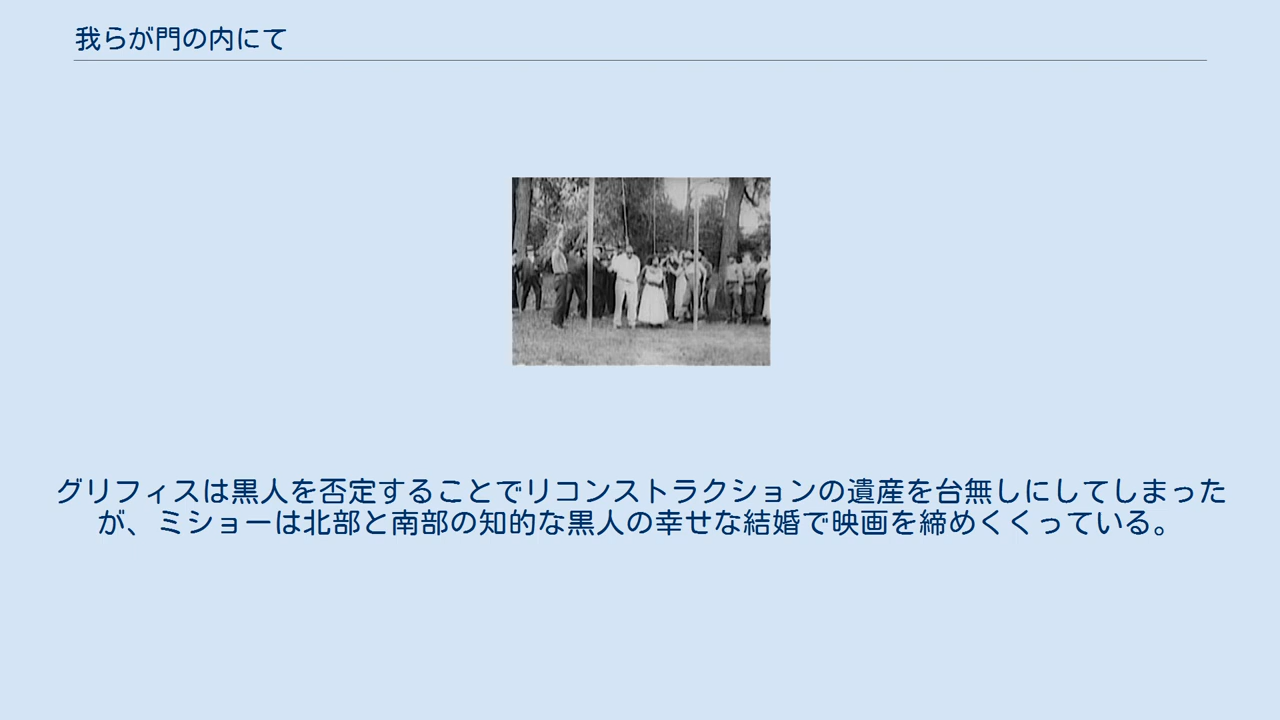 我らが門の内にて
グリフィスは黒人を否定することでリコンストラクションの遺産を台無しにしてしまった
が、ミショーは北部と南部の知的な黒人の幸せな結婚で映画を締めくくっている。